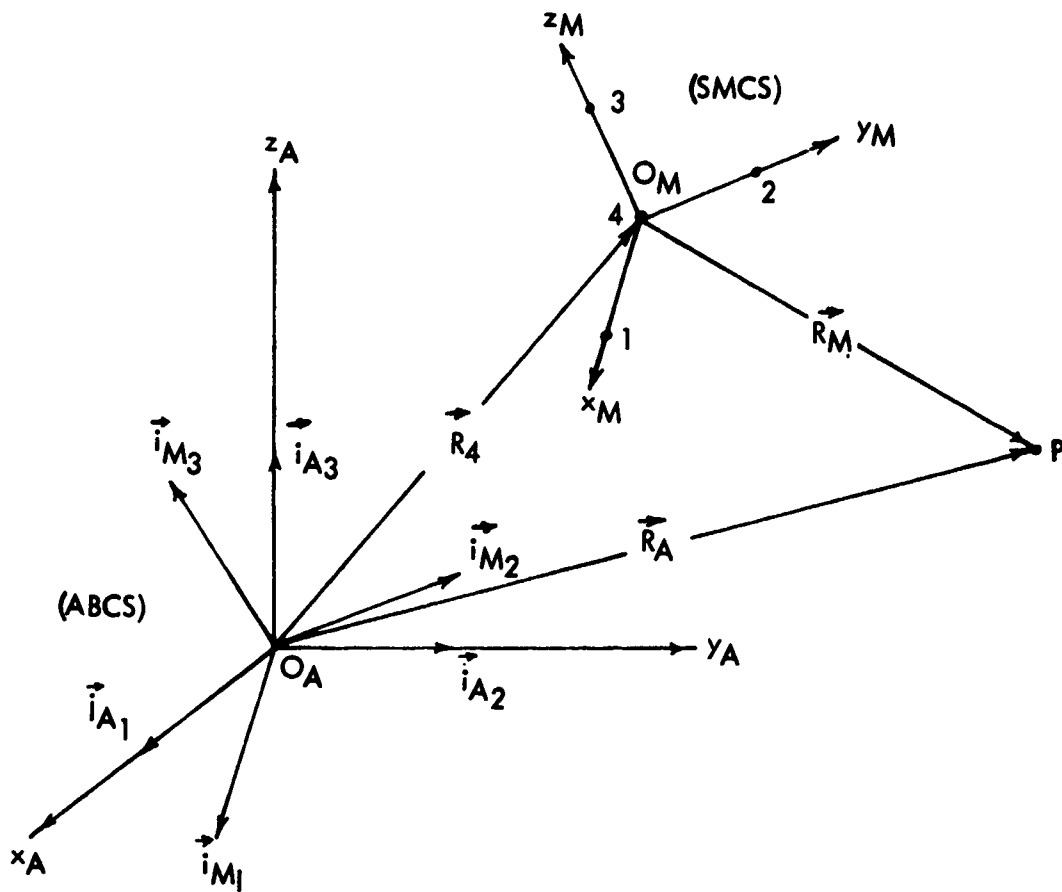 zM
3
(SMCS)
yM
zA
OM
2
4
RM
1
xM
iM3
iA3
R4
P
iM2
RA
(ABCS)
OA
yA
iA2
iA1
xA
iM1